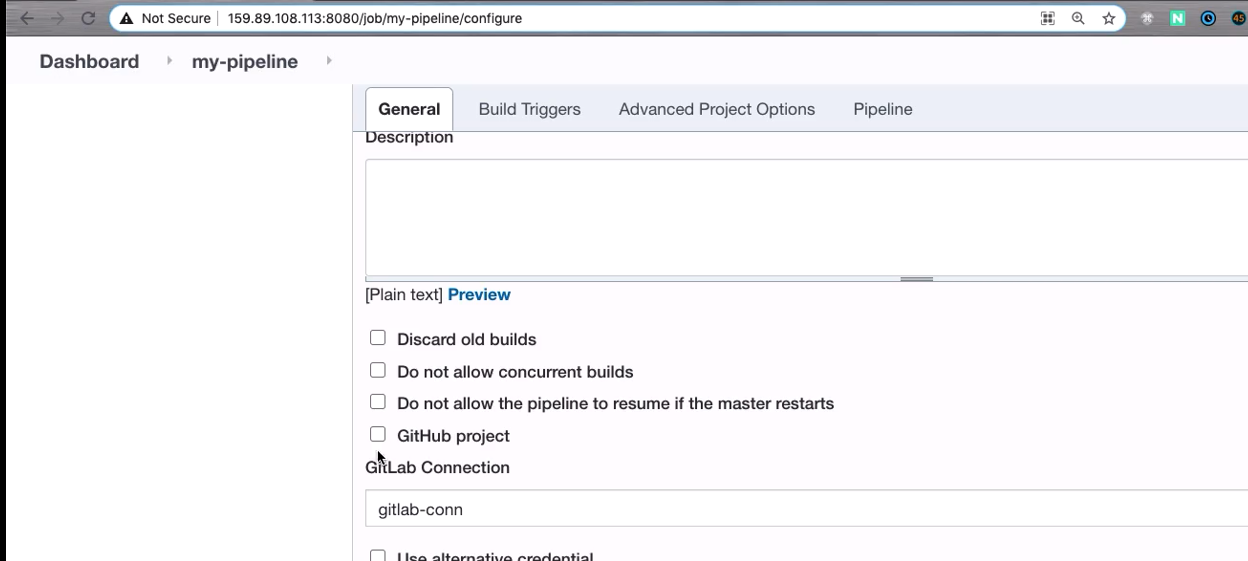 Not Secure 159.89.108.113:8080/job/my-pipeline/configure
N 45
Dashboard my-pipeline
General Build Triggers Advanced Project Options Pipeline
Description
[Plain text] Preview
Discard old builds
Do not allow concurrent builds
Do not allow the pipeline to resume if the master restarts
GitHub project
GitLab Connection
gitlab-conn
Use alternative credential